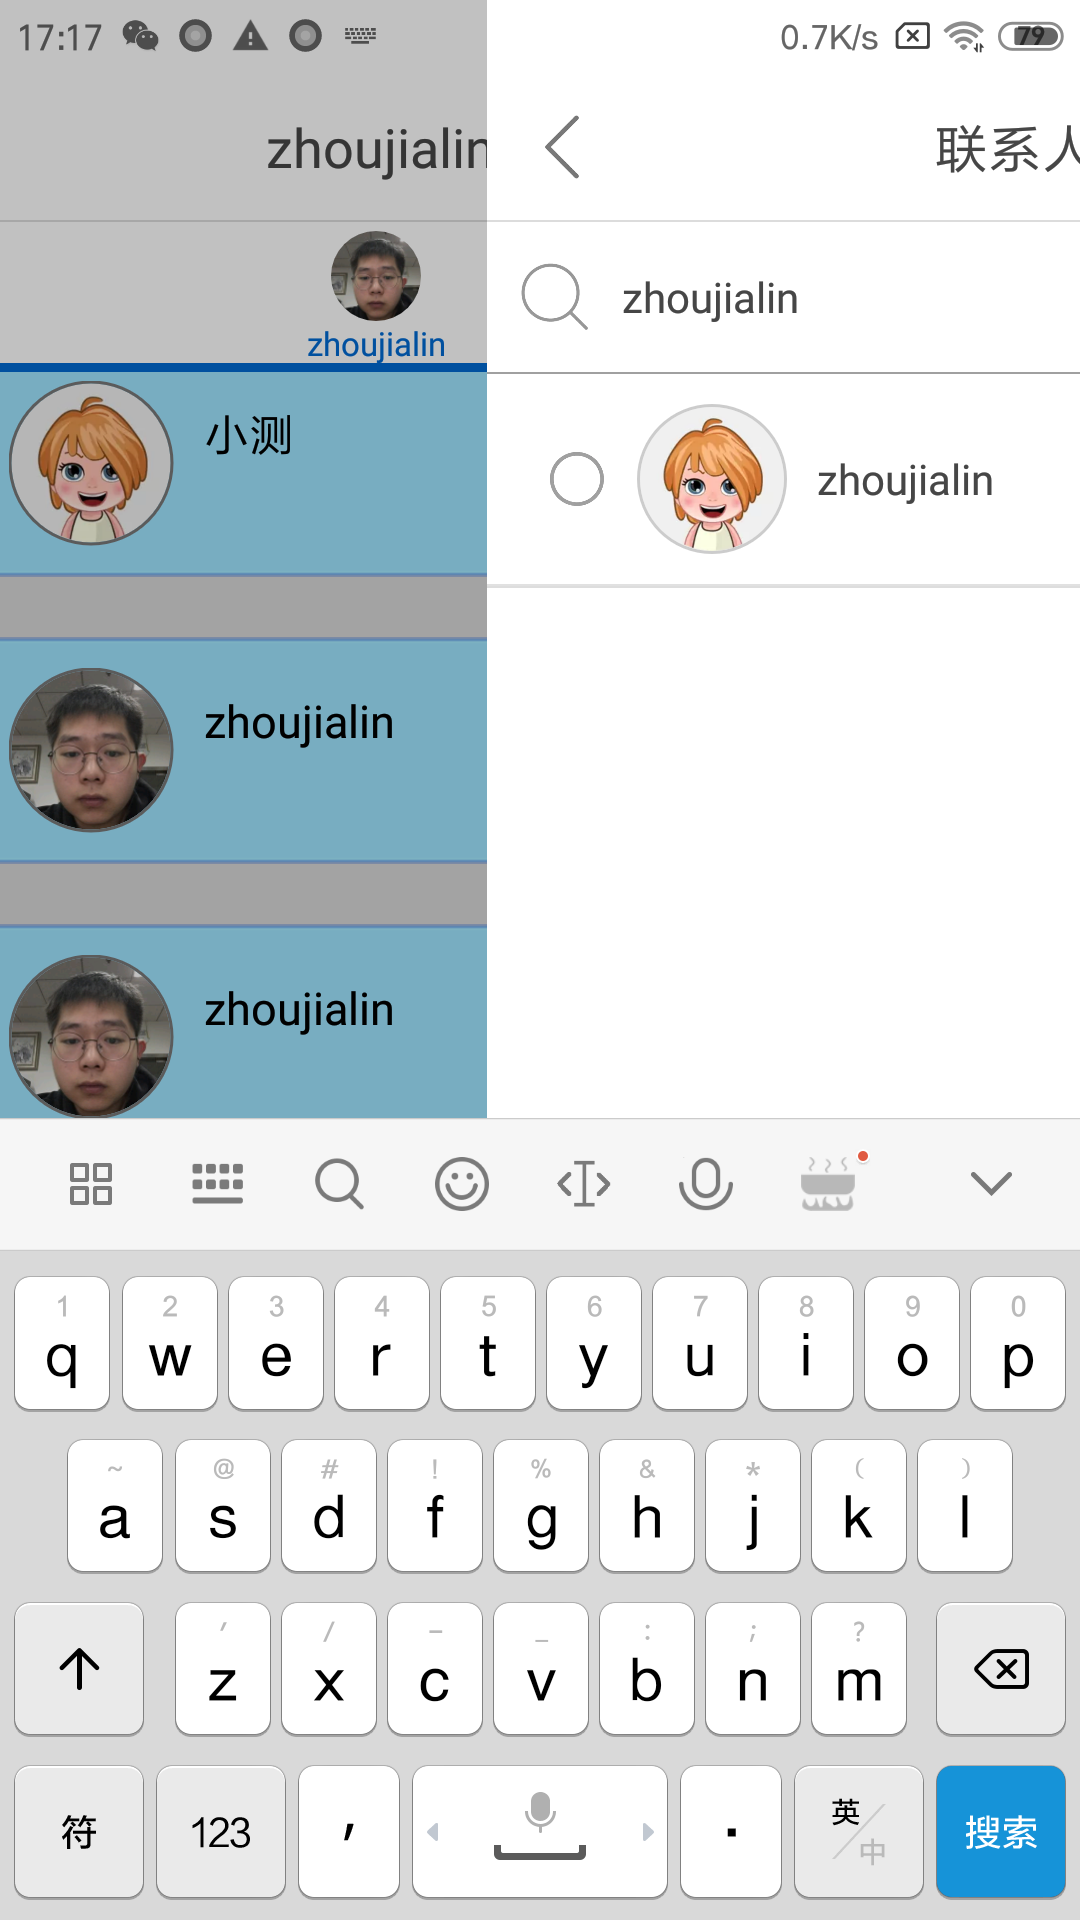 17:17 0.7K/s 79
zhoujialin
联系人
zhoujialin
zhoujialin
小测
zhoujialin
zhoujialin
zhoujialin
1 2 3 4 5 6 7 8 9 0
q w e r t y u i o p
~ @ # ! % & * ( )
a s d f g h j k l
' / – _ : ; ?
z x c v b n m
符 123 , . 英/中 搜索